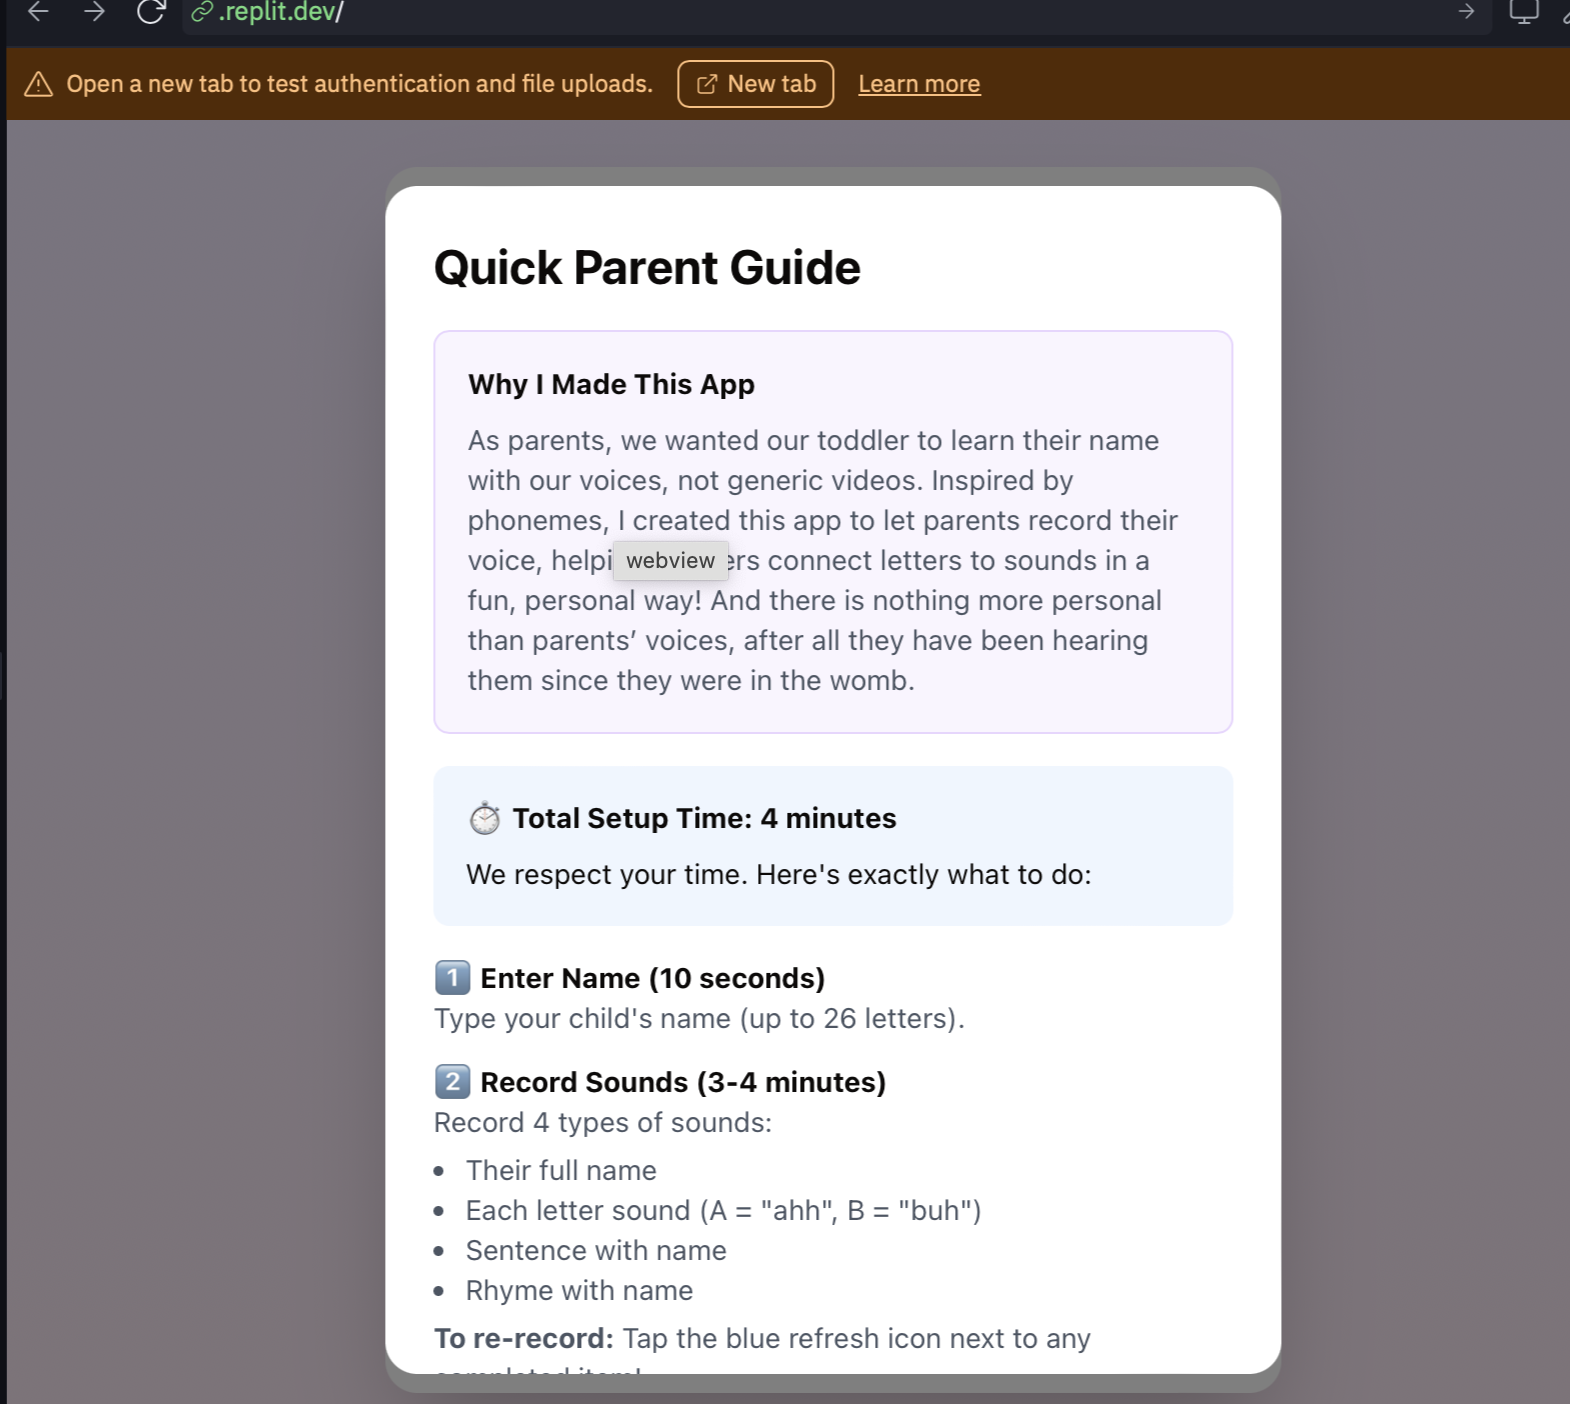 .replit.dev/
Open a new tab to test authentication and file uploads. New tab Learn more
Quick Parent Guide
Why I Made This App
As parents, we wanted our toddler to learn their name
with our voices, not generic videos. Inspired by
phonemes, I created this app to let parents record their
voice, helpi webview ers connect letters to sounds in a
fun, personal way! And there is nothing more personal
than parents’ voices, after all they have been hearing
them since they were in the womb.
Total Setup Time: 4 minutes
We respect your time. Here's exactly what to do:
1 Enter Name (10 seconds)
Type your child's name (up to 26 letters).
2 Record Sounds (3-4 minutes)
Record 4 types of sounds:
• Their full name
• Each letter sound (A = "ahh", B = "buh")
• Sentence with name
• Rhyme with name
To re-record: Tap the blue refresh icon next to any
completed item!